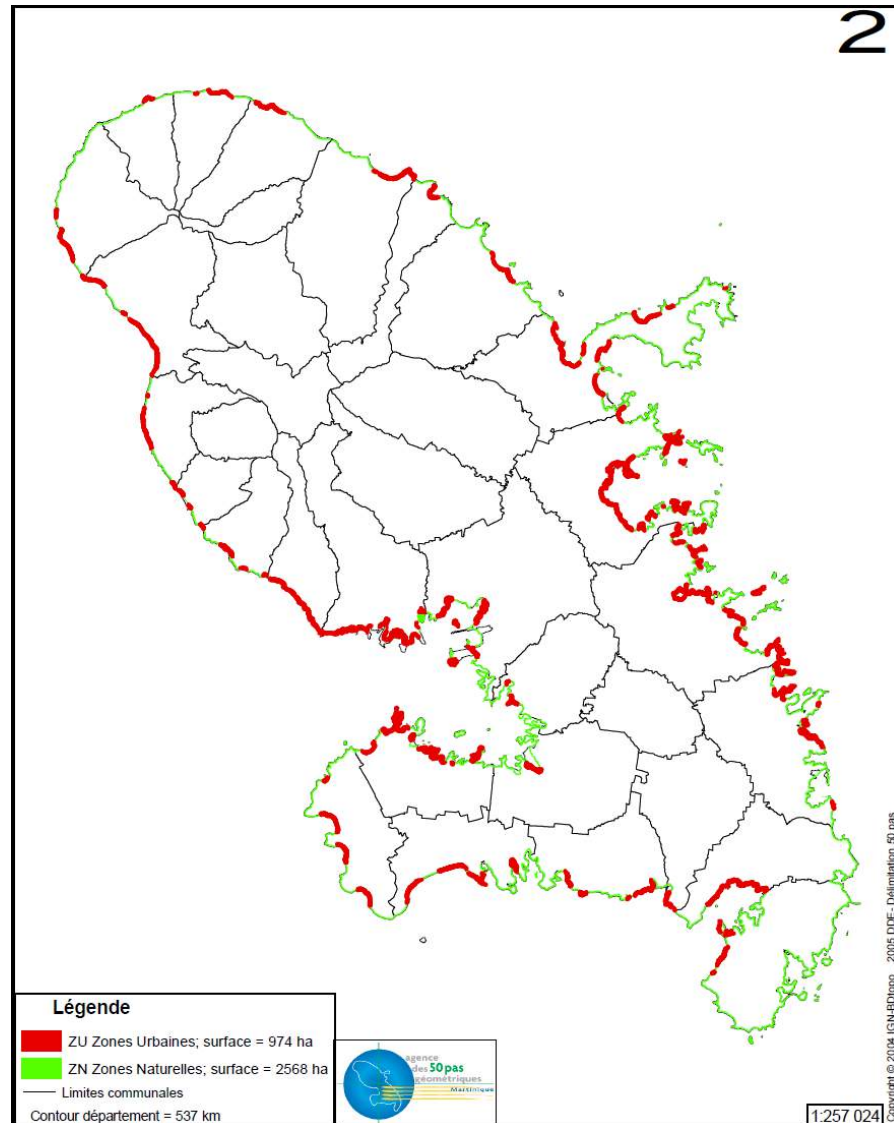 2
Légende
ZU Zones Urbaines; surface = 974 ha
ZN Zones Naturelles; surface = 2568 ha
Limites communales
Contour département = 537 km
agence
des 50 pas
géométriques
Martinique
1:257 024
Copyright © 2004 IGN-BDtopo 2005 DDE - Délimitation 50 pas